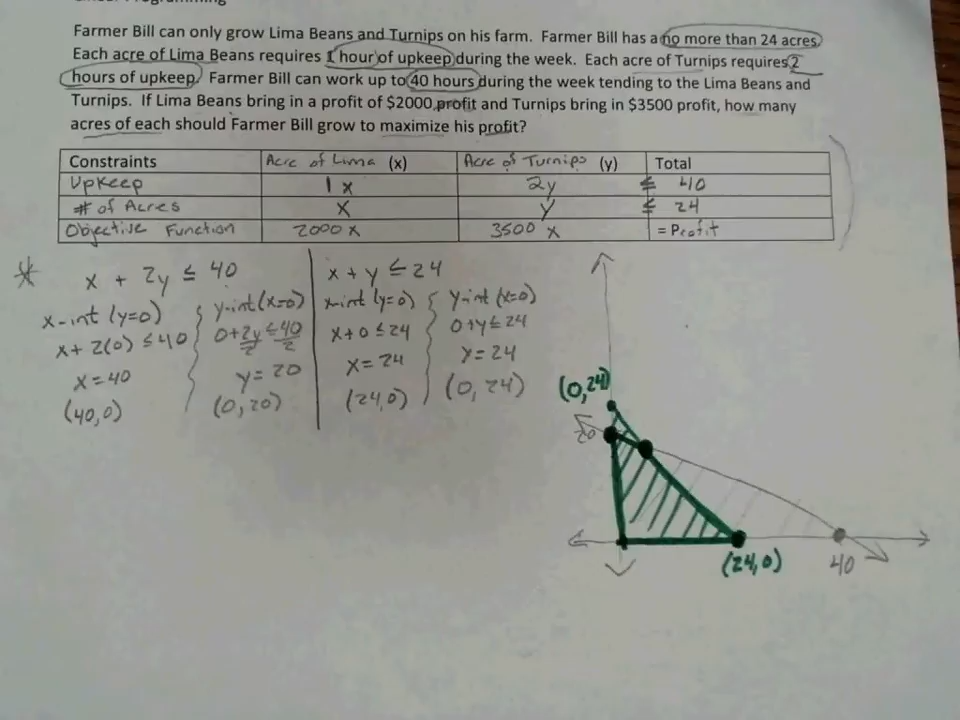 Farmer Bill can only grow Lima Beans and Turnips on his farm. Farmer Bill has a no more than 24 acres.
Each acre of Lima Beans requires 1 hour of upkeep during the week. Each acre of Turnips requires 2
hours of upkeep. Farmer Bill can work up to 40 hours during the week tending to the Lima Beans and
Turnips. If Lima Beans bring in a profit of $2000 profit and Turnips bring in $3500 profit, how many
acres of each should Farmer Bill grow to maximize his profit?
Constraints Acre of Lima (x) Acre of Turnips (y) Total
Upkeep 1x 2y ≤ 40
# of Acres x y ≤ 24
Objective Function 2000x 3500x = Profit
* x + 2y ≤ 40 x + y ≤ 24
x-int (y=0) y-int (x=0) x-int (y=0) y-int (x=0)
x + 2(0) ≤ 40 0+2y/2 ≤ 40/2 x+0 ≤ 24 0+y ≤ 24
x = 40 y = 20 x = 24 y = 24
(40,0) (0,20) (24,0) (0,24)
(0,24)
20
(24,0) 40